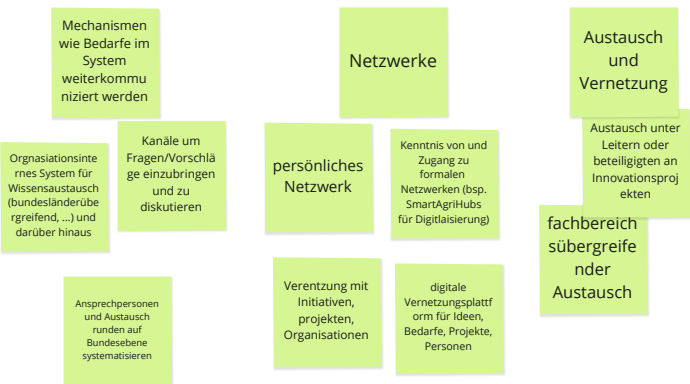 Mechanismen
wie Bedarfe im
System
weiterkommu
niziert werden
Orgnasiationsinte
rnes System für
Wissensaustausch
(bundesländerübe
rgreifend, ...) und
darüber hinaus
Kanäle um
Fragen/Vorschlä
ge einzubringen
und zu
diskutieren
Ansprechpersonen
und Austausch
runden auf
Bundesebene
systematisieren
Netzwerke
persönliches
Netzwerk
Kenntnis von und
Zugang zu
formalen
Netzwerken (bsp.
SmartAgriHubs
für Digitlaisierung)
Verentzung mit
Initiativen,
projekten,
Organisationen
digitale
Vernetzungsplattf
orm für Ideen,
Bedarfe, Projekte,
Personen
Austausch
und
Vernetzung
Austausch unter
Leitern oder
beteiligigten an
Innovationsproj
ekten
fachbereich
sübergreife
nder
Austausch